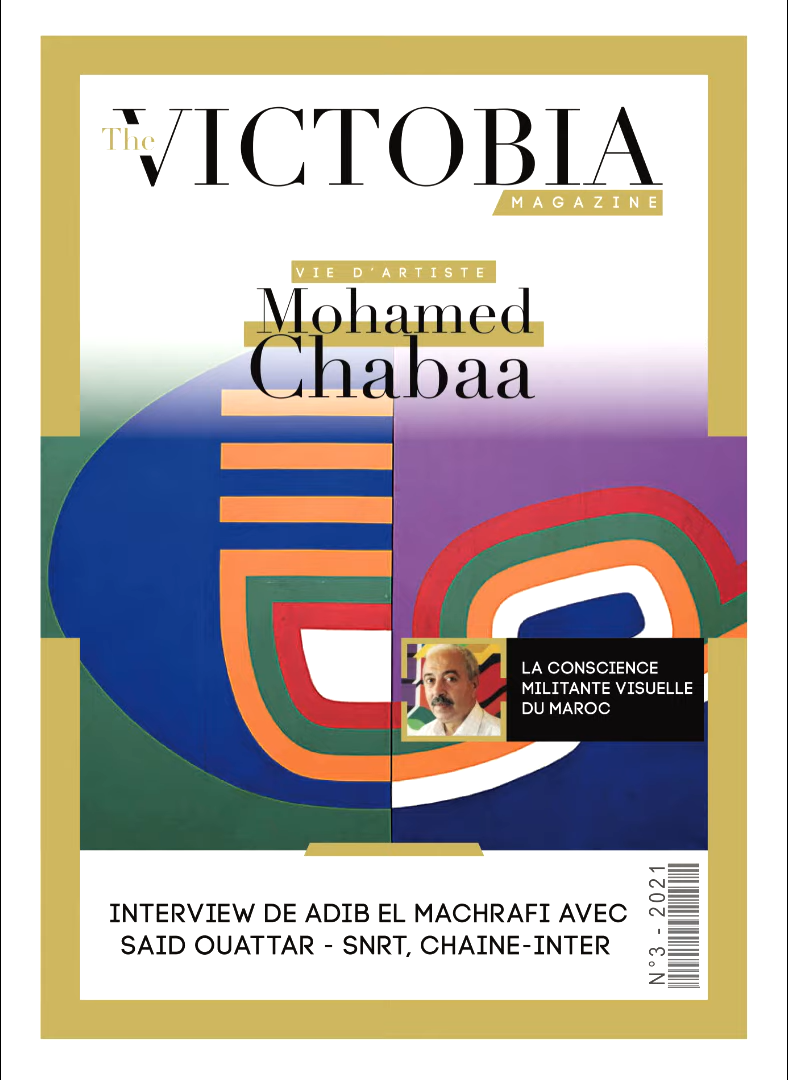 The VICTOBIA
MAGAZINE
VIE D'ARTISTE
Mohamed
Chabaa
LA CONSCIENCE
MILITANTE VISUELLE
DU MAROC
INTERVIEW DE ADIB EL MACHRAFI AVEC
SAID OUATTAR - SNRT, CHAINE-INTER
N°3 - 2021